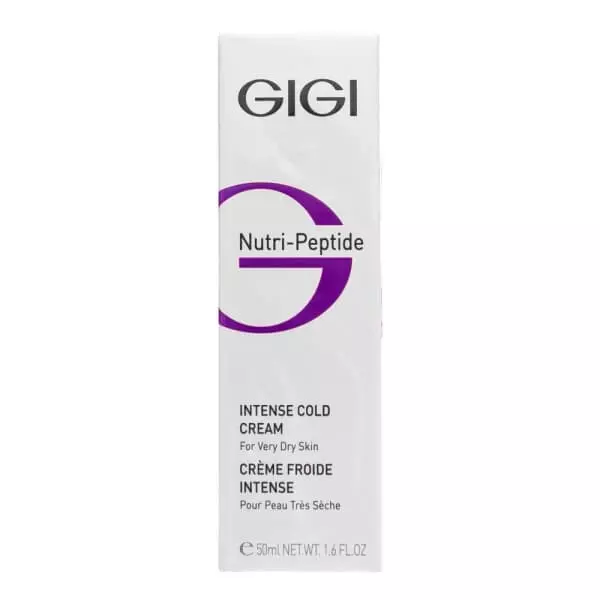 GIGI
Nutri-Peptide
INTENSE COLD
CREAM
For Very Dry Skin
CRÈME FROIDE
INTENSE
Pour Peau Très Sèche
℮ 50ml NET.WT. 1.6 FL.OZ